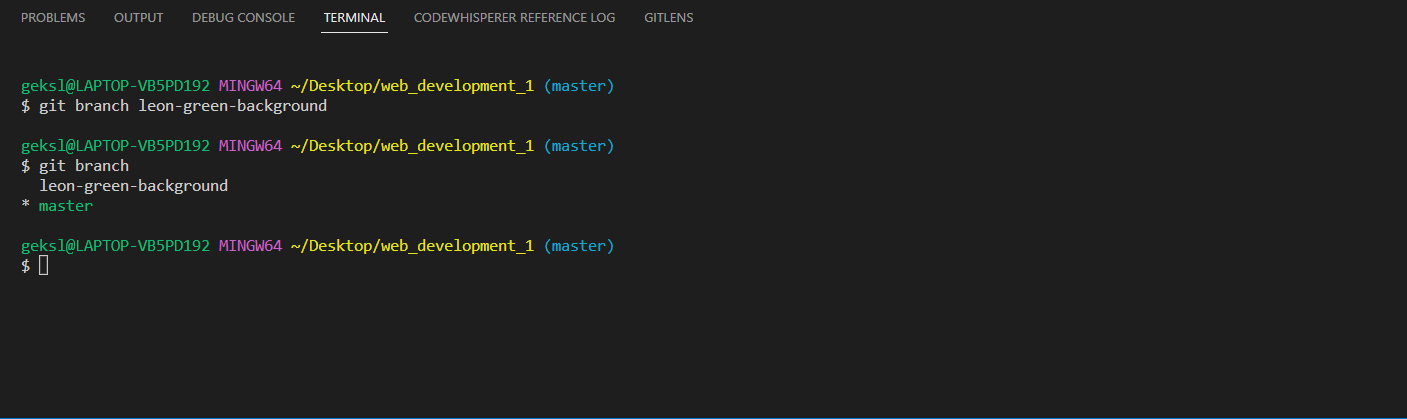 PROBLEMS OUTPUT DEBUG CONSOLE TERMINAL CODEWHISPERER REFERENCE LOG GITLENS
geksl@LAPTOP-VB5PD192 MINGW64 ~/Desktop/web_development_1 (master)
$ git branch leon-green-background
geksl@LAPTOP-VB5PD192 MINGW64 ~/Desktop/web_development_1 (master)
$ git branch
  leon-green-background
* master
geksl@LAPTOP-VB5PD192 MINGW64 ~/Desktop/web_development_1 (master)
$